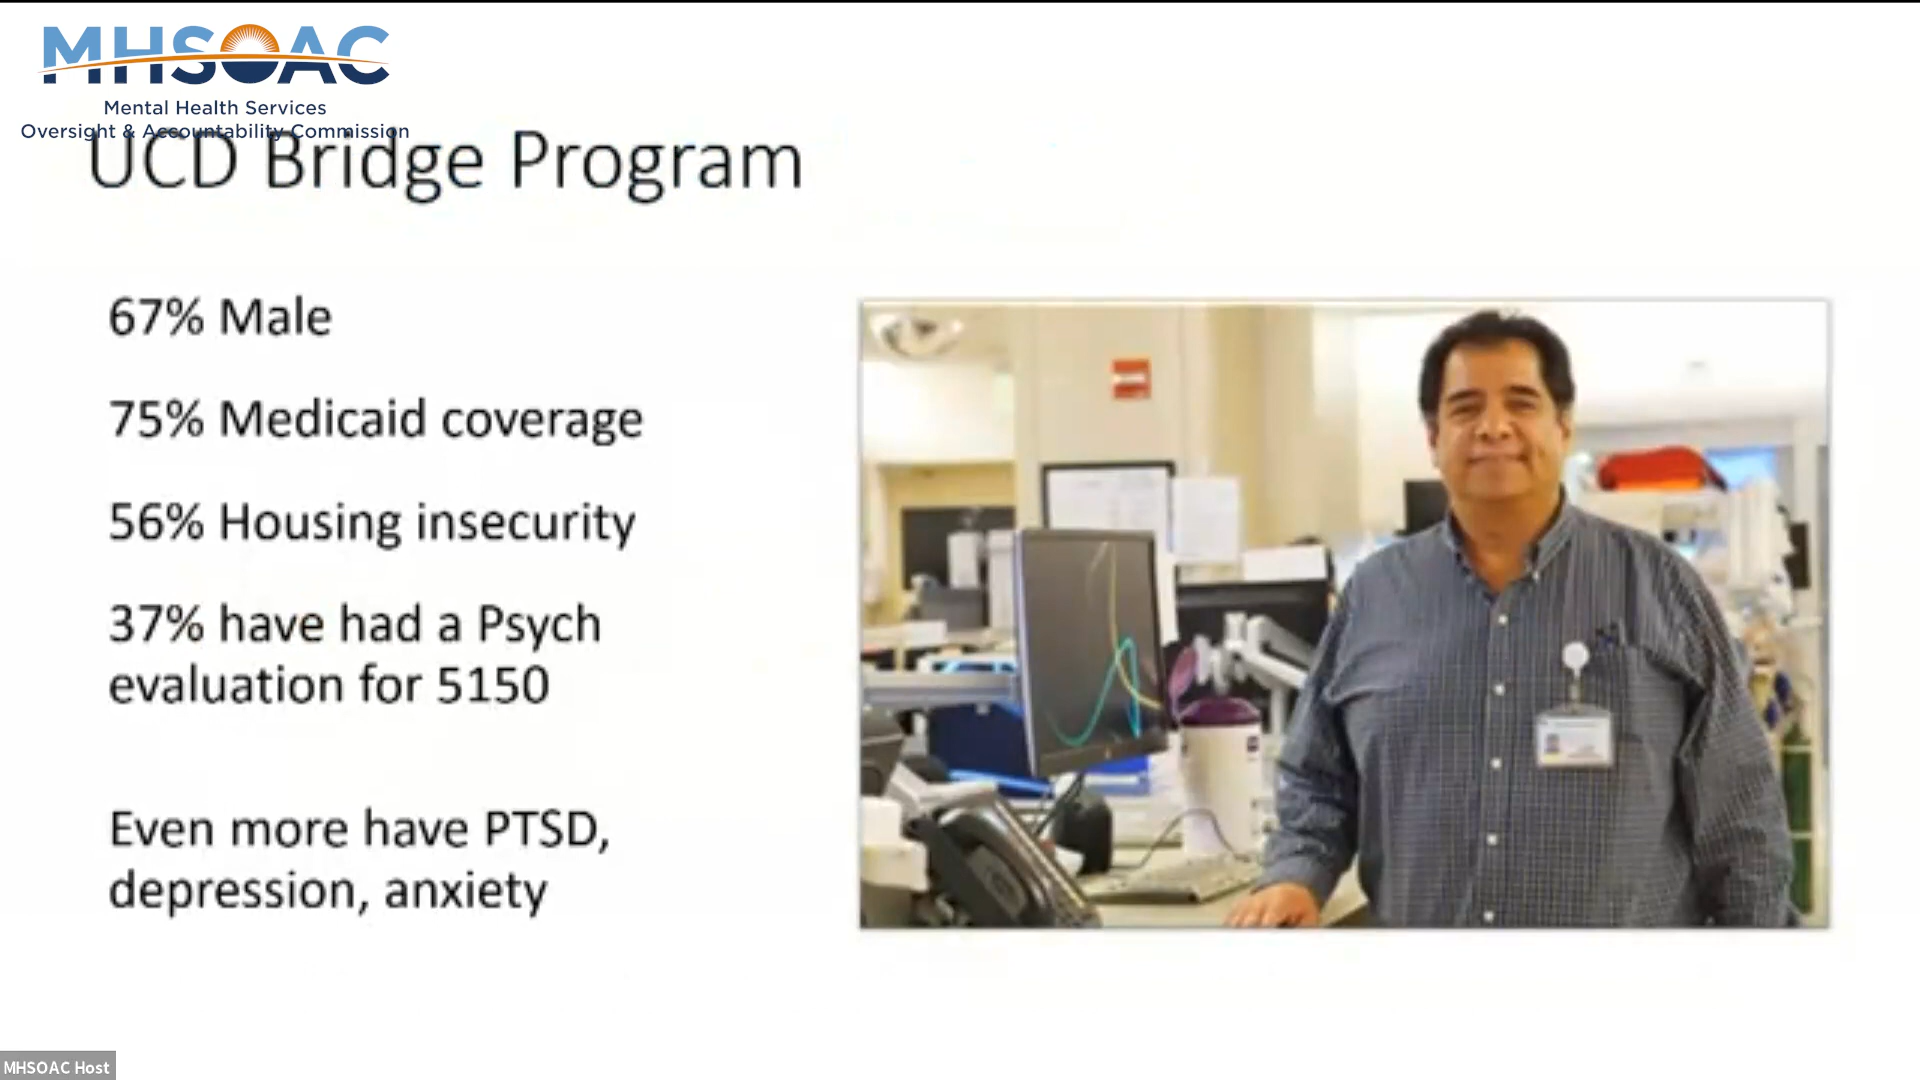 MHSOAC
Mental Health Services
Oversight & Accountability Commission
UCD Bridge Program
67% Male
75% Medicaid coverage
56% Housing insecurity
37% have had a Psych
evaluation for 5150
Even more have PTSD,
depression, anxiety
MHSOAC Host